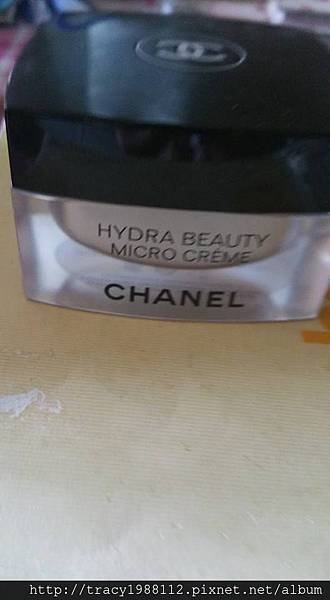 HYDRA BEAUTY
MICRO CRÈME
CHANEL
http://tracy1988112.pixnet.net/album